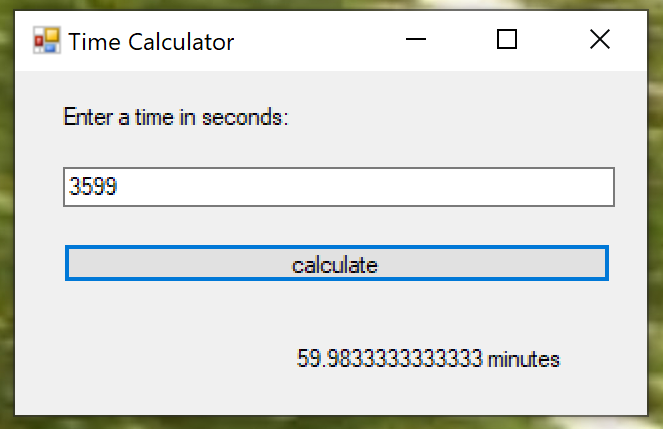 Time Calculator
Enter a time in seconds:
3599
calculate
59.9833333333333 minutes